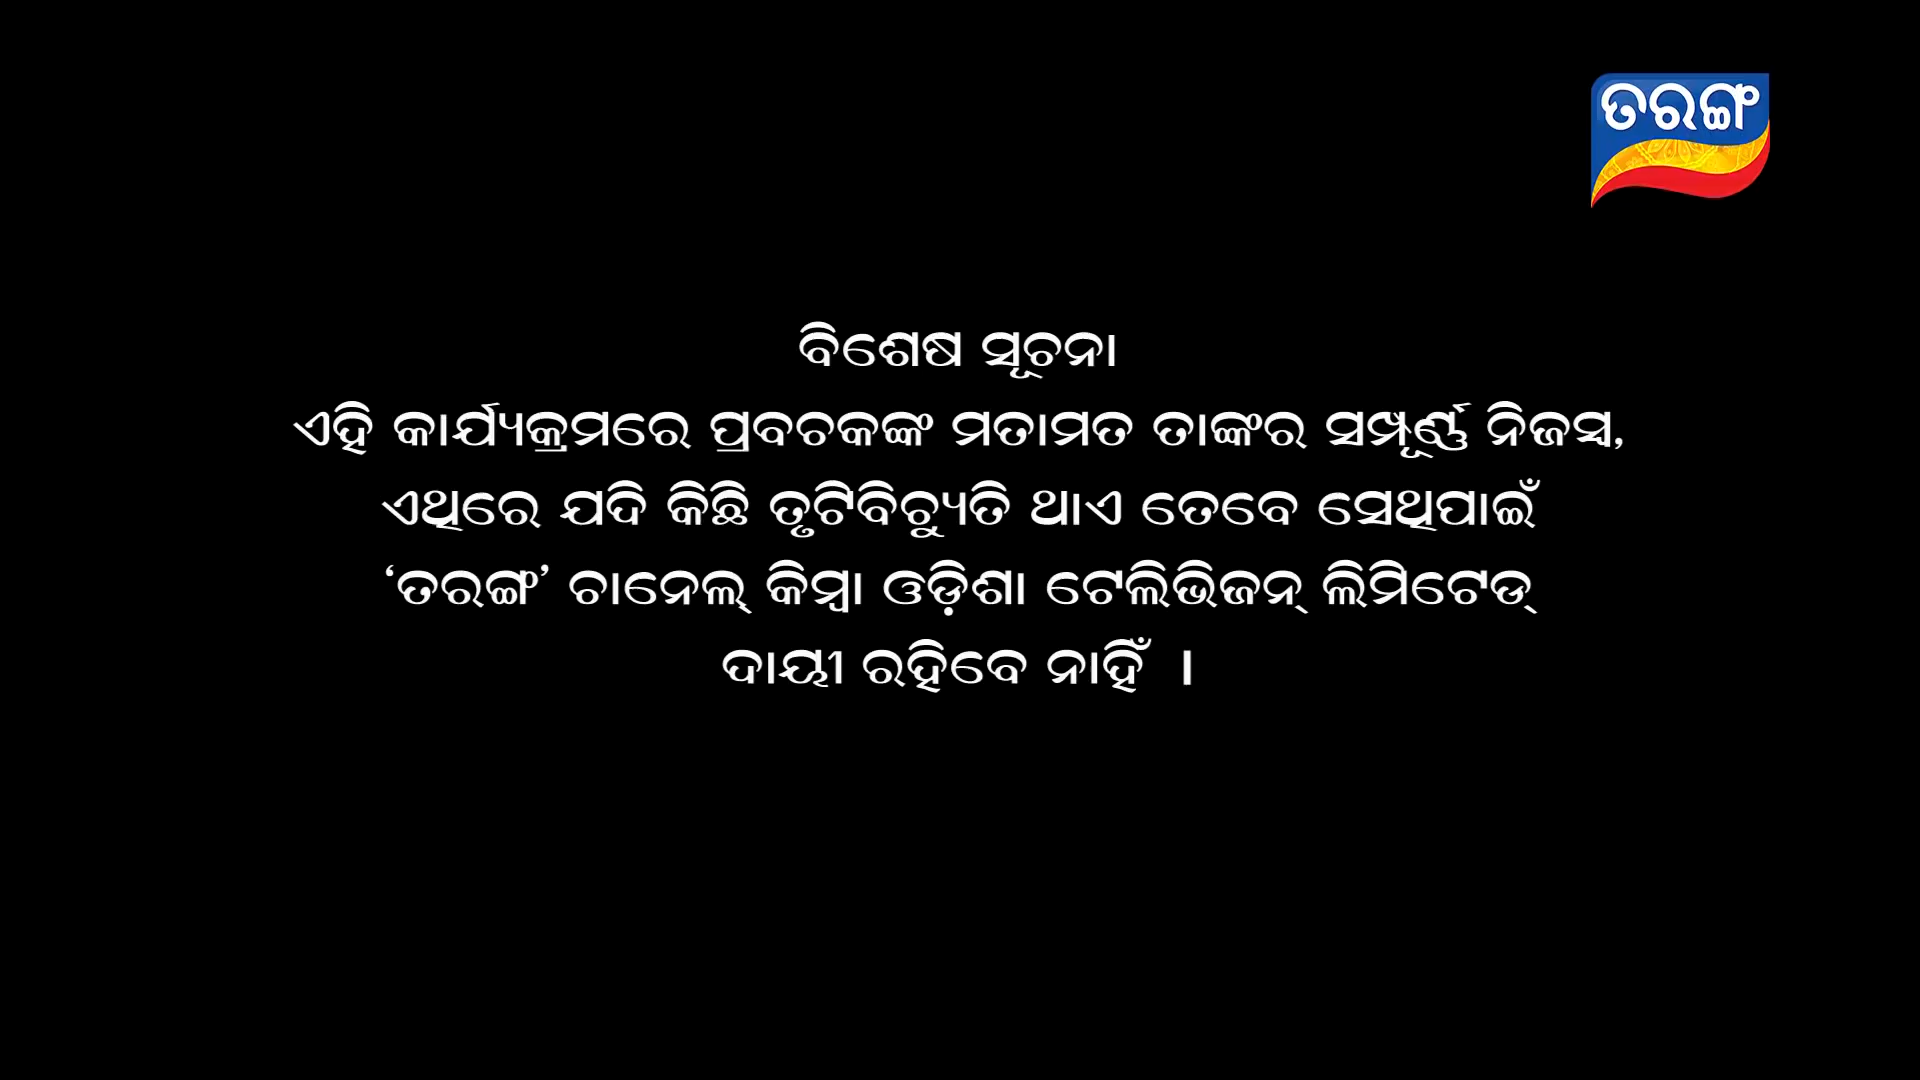 ତରଙ୍ଗ
ବିଶେଷ ସୂଚନା
ଏହି କାର୍ଯ୍ୟକ୍ରମରେ ପ୍ରବଚକଙ୍କ ମତାମତ ତାଙ୍କର ସମ୍ପୂର୍ଣ୍ଣ ନିଜସ୍ୱ,
ଏଥିରେ ଯଦି କିଛି ତୃଟିବିଚ୍ୟୁତି ଥାଏ ତେବେ ସେଥିପାଇଁ
‘ତରଙ୍ଗ’ ଚାନେଲ୍ କିମ୍ବା ଓଡ଼ିଶା ଟେଲିଭିଜନ୍ ଲିମିଟେଡ୍
ଦାୟୀ ରହିବେ ନାହିଁ ।